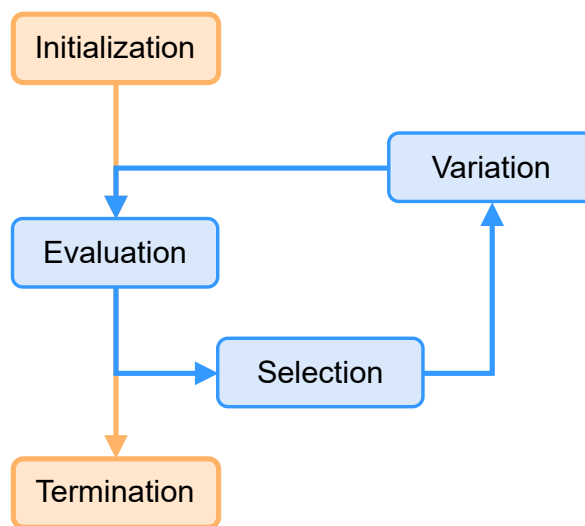 Initialization
Variation
Evaluation
Selection
Termination